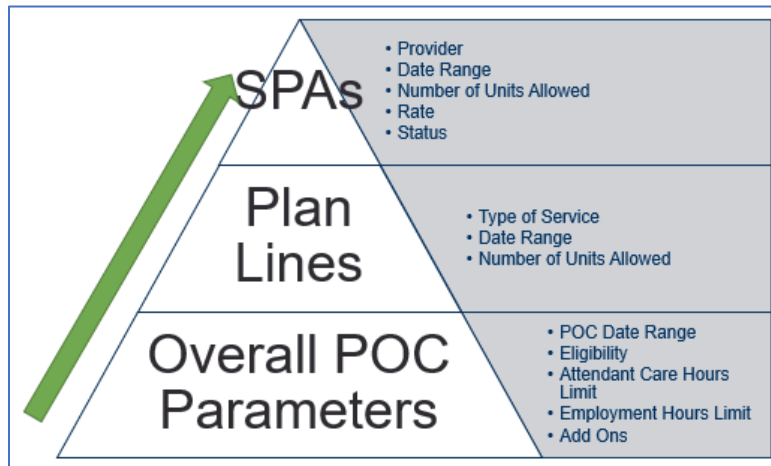 SPAs
• Provider
• Date Range
• Number of Units Allowed
• Rate
• Status
Plan
Lines
• Type of Service
• Date Range
• Number of Units Allowed
Overall POC
Parameters
• POC Date Range
• Eligibility
• Attendant Care Hours
Limit
• Employment Hours Limit
• Add Ons